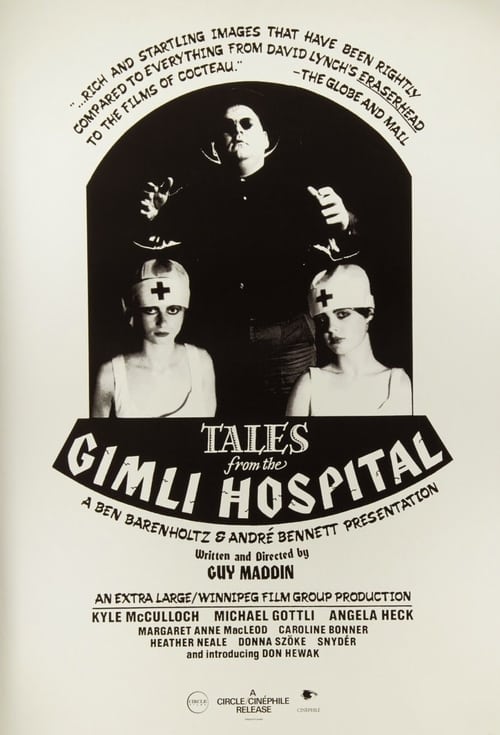 "...RICH AND STARTLING IMAGES THAT HAVE BEEN RIGHTLY
COMPARED TO EVERYTHING FROM DAVID LYNCH'S ERASERHEAD
TO THE FILMS OF COCTEAU."
—THE GLOBE AND MAIL
TALES
from the
GIMLI HOSPITAL
A BEN BARENHOLTZ & ANDRÉ BENNETT PRESENTATION
Written and Directed by
GUY MADDIN
AN EXTRA LARGE/WINNIPEG FILM GROUP PRODUCTION
KYLE McCULLOCH MICHAEL GOTTLI ANGELA HECK
MARGARET ANNE MacLEOD CAROLINE BONNER
HEATHER NEALE DONNA SZÖKE SNYDÉR
and introducing DON HEWAK
CIRCLE
A
CIRCLE/CINÉPHILE
RELEASE
CINÉPHILE